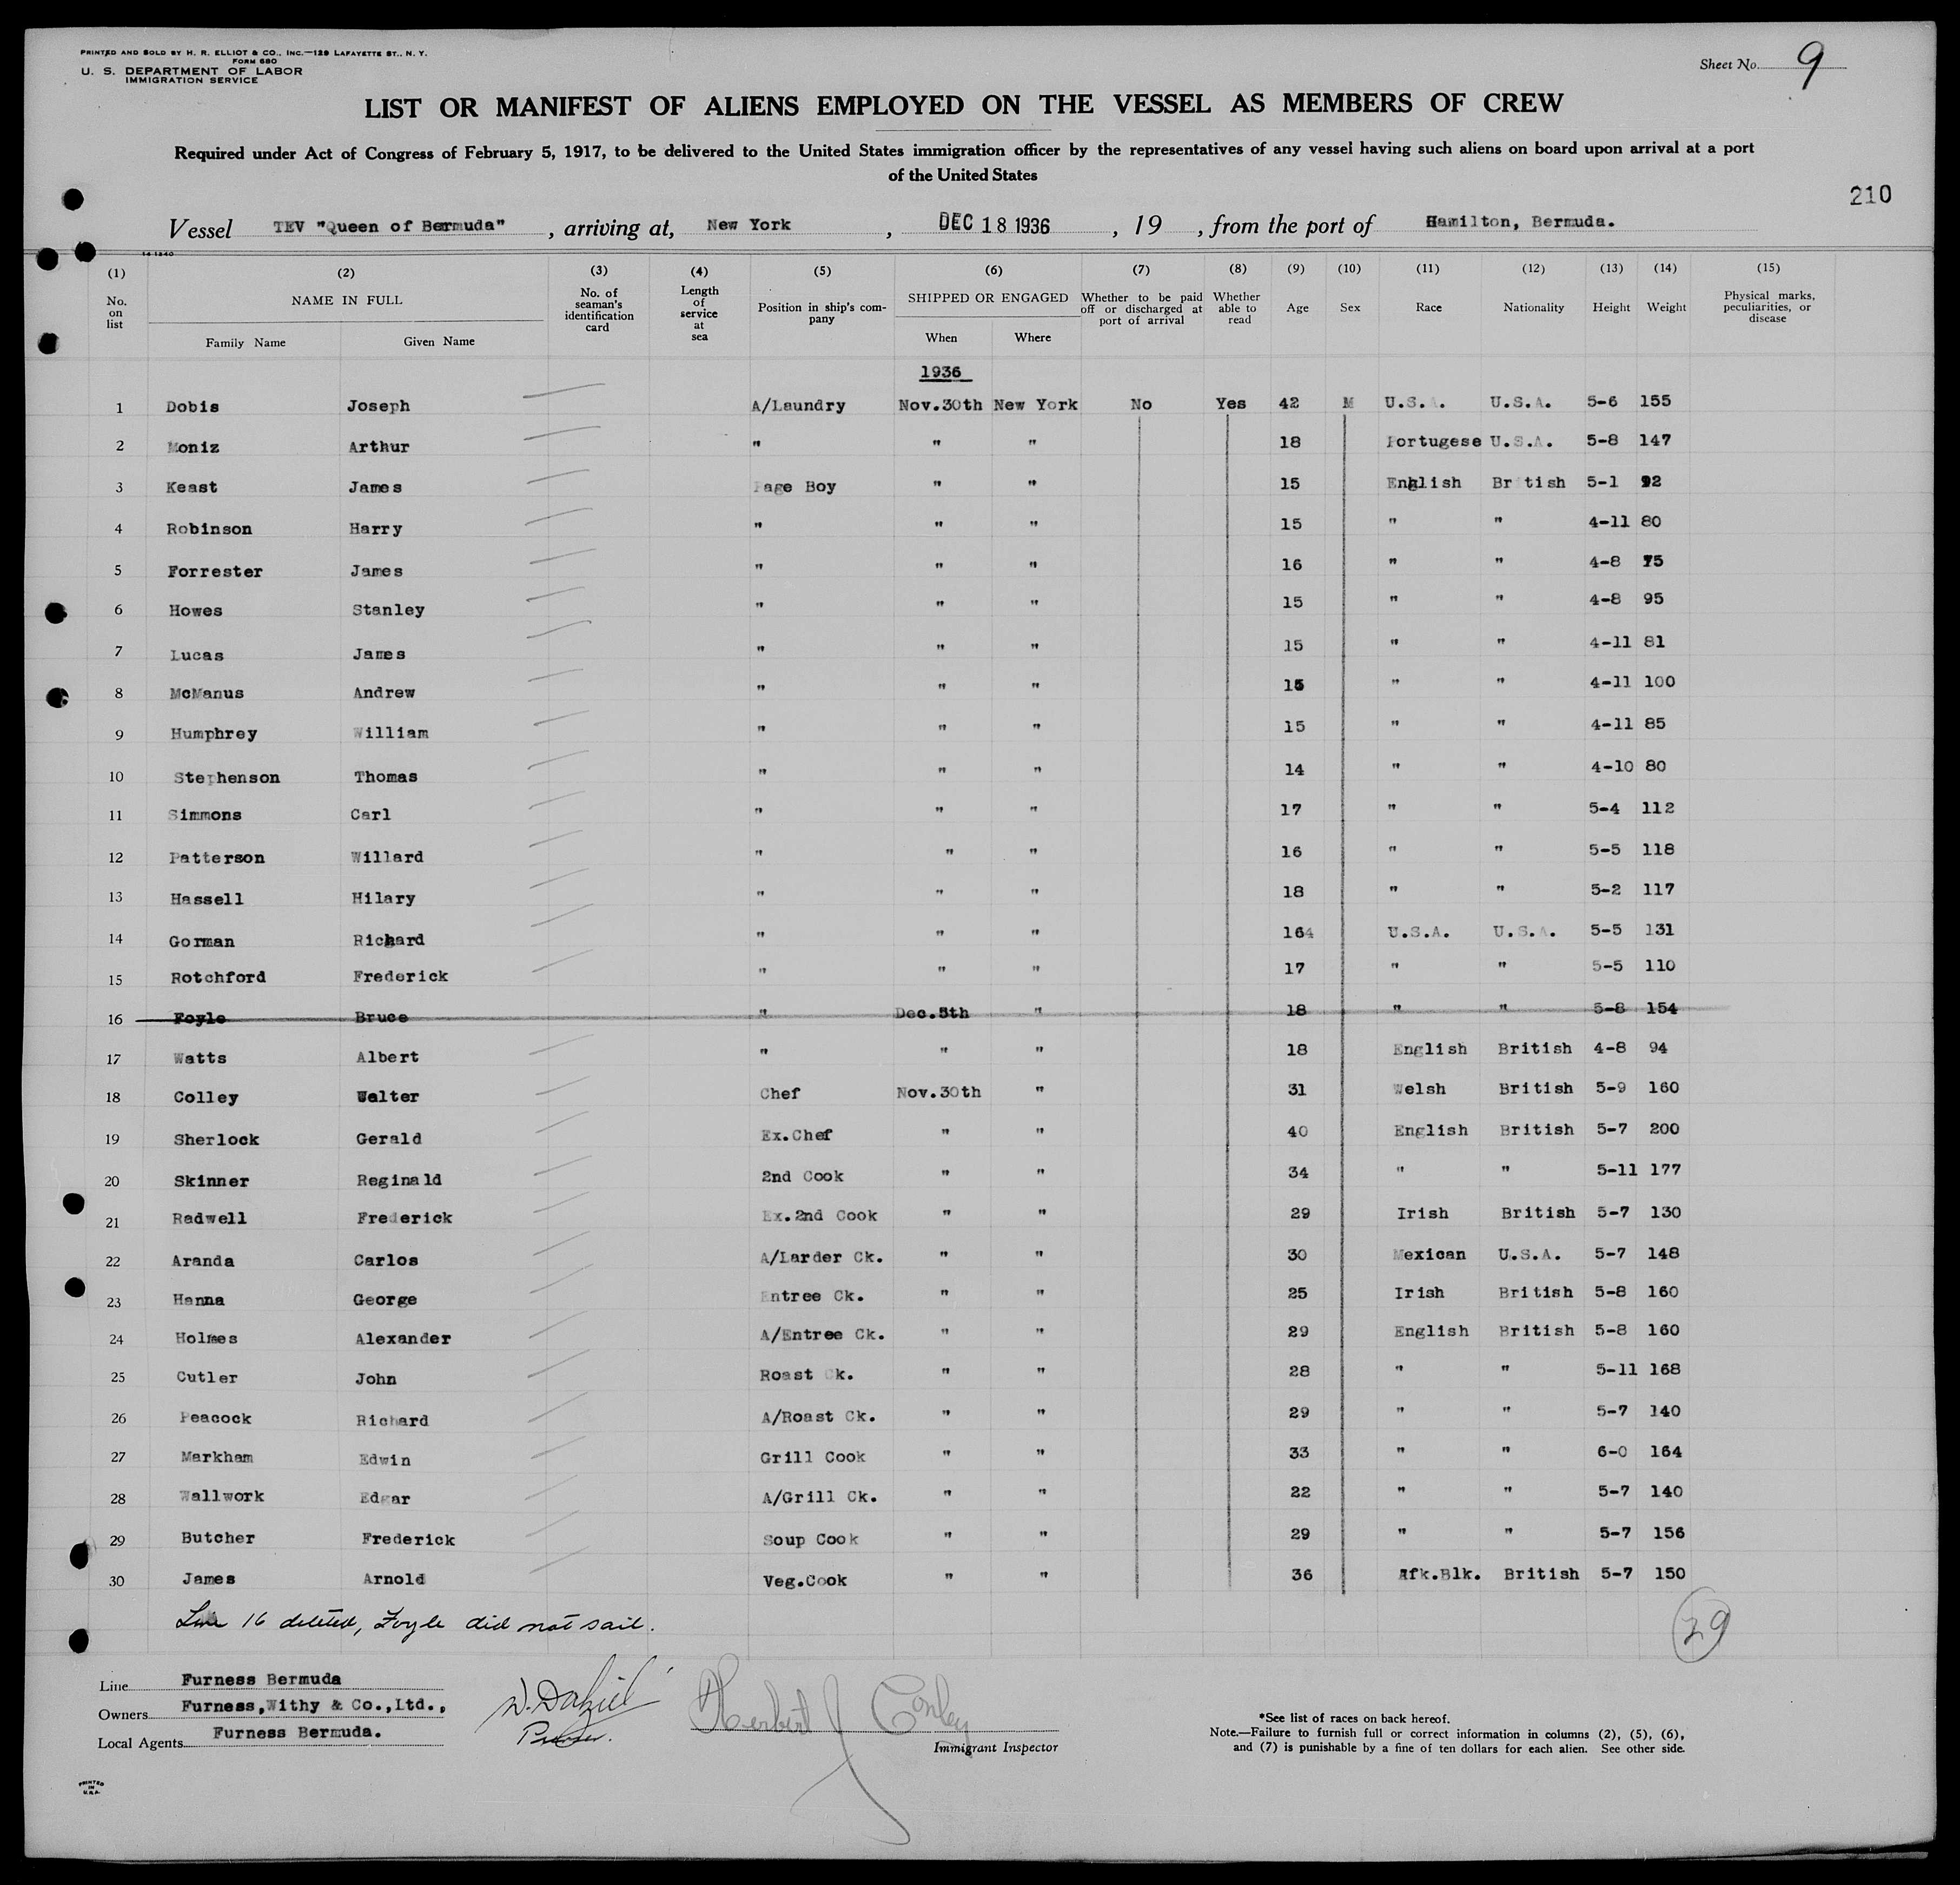 PRINTED AND SOLD BY H. R. ELLIOT & CO., INC.—129 LAFAYETTE ST., N. Y.
FORM 680
U. S. DEPARTMENT OF LABOR
IMMIGRATION SERVICE
Sheet No. 9
LIST OR MANIFEST OF ALIENS EMPLOYED ON THE VESSEL AS MEMBERS OF CREW
Required under Act of Congress of February 5, 1917, to be delivered to the United States immigration officer by the representatives of any vessel having such aliens on board upon arrival at a port
of the United States
210
Vessel TEV "Queen of Bermuda" , arriving at, New York , DEC 18 1936 , 19 , from the port of Hamilton, Bermuda.
14 1240
(1) (2) (3) (4) (5) (6) (7) (8) (9) (10) (11) (12) (13) (14) (15)
No. on list NAME IN FULL No. of seaman's identification card Length of service at sea Position in ship's company SHIPPED OR ENGAGED Whether to be paid off or discharged at port of arrival Whether able to read Age Sex Race Nationality Height Weight Physical marks, peculiarities, or disease
Family Name Given Name When Where
1936
1 Dobis Joseph A/Laundry Nov.30th New York No Yes 42 M U.S.A. U.S.A. 5-6 155
2 Moniz Arthur " " " 18 Portugese U.S.A. 5-8 147
3 Keast James Page Boy " " 15 English Br tish 5-1 92
4 Robinson Harry " " " 15 " " 4-11 80
5 Forrester James " " " 16 " " 4-8 75
6 Howes Stanley " " " 15 " " 4-8 95
7 Lucas James " " " 15 " " 4-11 81
8 McManus Andrew " " " 15 " " 4-11 100
9 Humphrey William " " " 15 " " 4-11 85
10 Stephenson Thomas " " " 14 " " 4-10 80
11 Simmons Carl " " " 17 " " 5-4 112
12 Patterson Willard " " " 16 " " 5-5 118
13 Hassell Hilary " " " 18 " " 5-2 117
14 Gorman Richard " " " 164 U.S.A. U.S.A. 5-5 131
15 Rotchford Frederick " " " 17 " " 5-5 110
16 Foyle Bruce " Dec.5th " 18 " " 5-8 154
17 Watts Albert " " " 18 English British 4-8 94
18 Colley Walter Chef Nov.30th " 31 Welsh British 5-9 160
19 Sherlock Gerald Ex.Chef " " 40 English British 5-7 200
20 Skinner Reginald 2nd Cook " " 34 " " 5-11 177
21 Radwell Frederick Ex.2nd Cook " " 29 Irish British 5-7 130
22 Aranda Carlos A/Larder Ck. " " 30 Mexican U.S.A. 5-7 148
23 Hanna George Entree Ck. " " 25 Irish British 5-8 160
24 Holmes Alexander A/Entree Ck. " " 29 English British 5-8 160
25 Cutler John Roast Ck. " " 28 " " 5-11 168
26 Peacock Richard A/Roast Ck. " " 29 " " 5-7 140
27 Markham Edwin Grill Cook " " 33 " " 6-0 164
28 Wallwork Edgar A/Grill Ck. " " 22 " " 5-7 140
29 Butcher Frederick Soup Cook " " 29 " " 5-7 156
30 James Arnold Veg.Cook " " 36 Afk.Blk. British 5-7 150
Line 16 deleted, Foyle did not sail.
29
Line Furness Bermuda
Owners Furness,Withy & Co.,Ltd.,
Local Agents Furness Bermuda.
Purser.
Herbert J Conley
Immigrant Inspector
*See list of races on back hereof.
Note.—Failure to furnish full or correct information in columns (2), (5), (6),
and (7) is punishable by a fine of ten dollars for each alien. See other side.
PRINTED
IN
U.S.A.